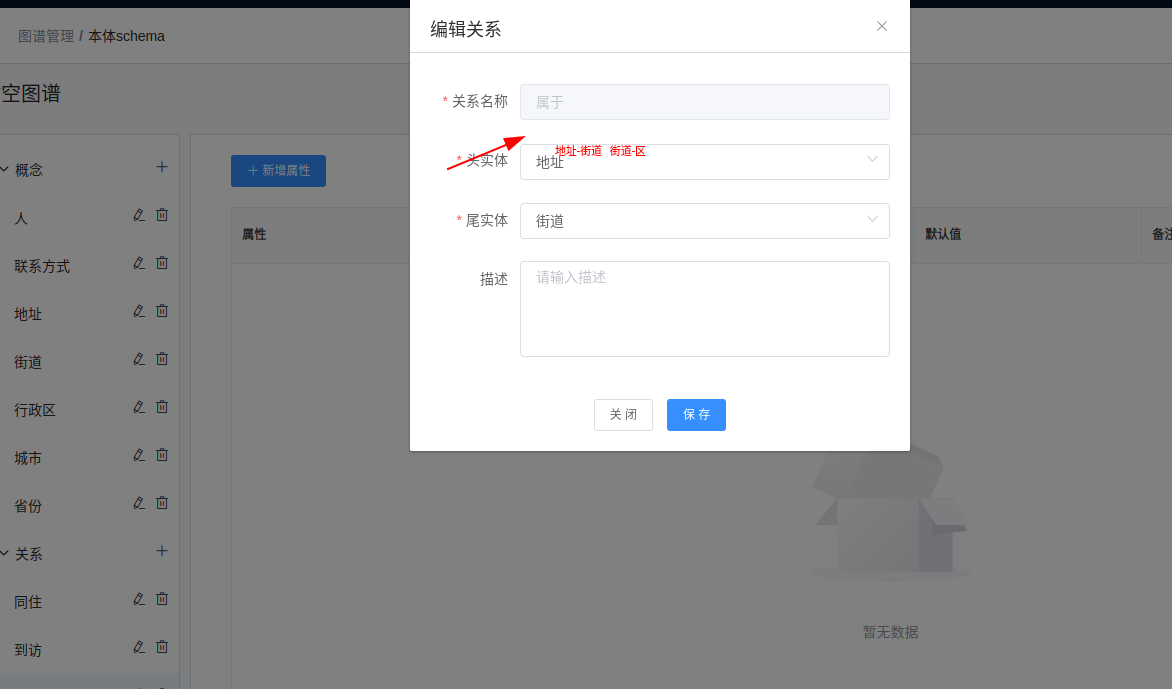 图谱管理 / 本体schema
空图谱
概念
人
联系方式
地址
街道
行政区
城市
省份
关系
同住
到访
+ 新增属性
属性
默认值
备注
暂无数据
编辑关系
* 关系名称 属于
地址-街道 街道-区
* 头实体 地址
* 尾实体 街道
描述 请输入描述
关 闭 保 存